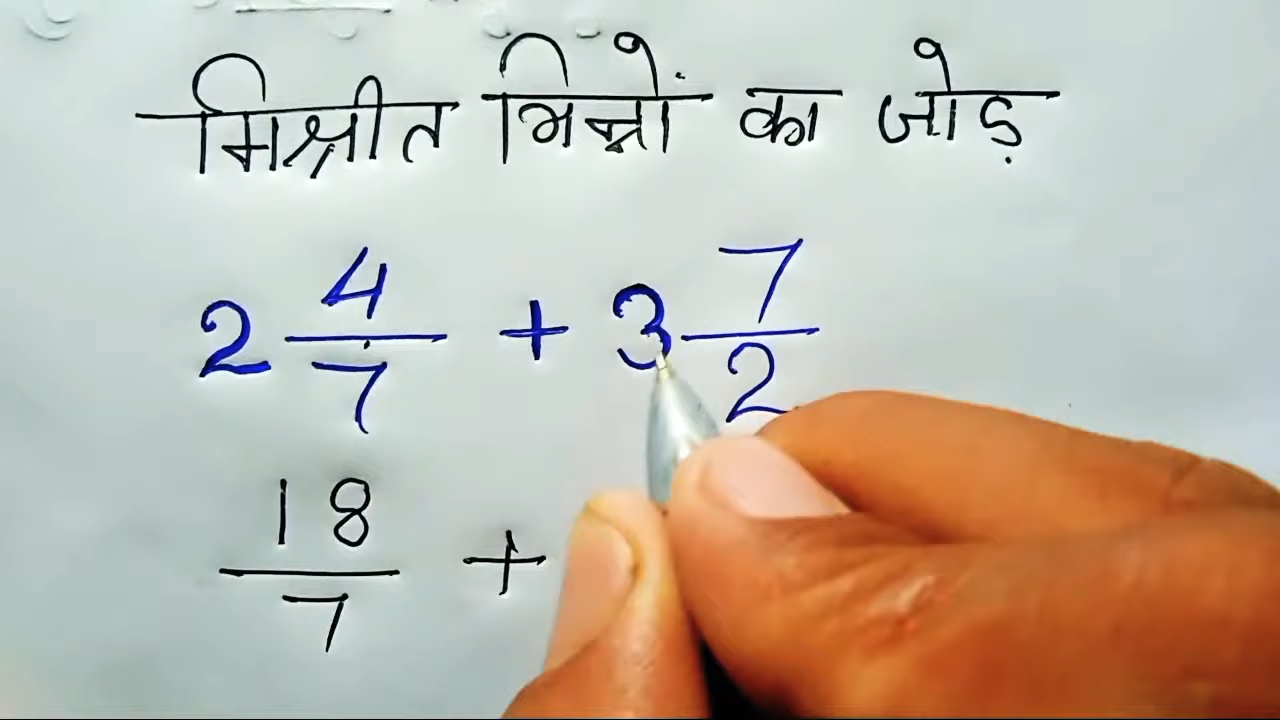 मिश्रीत भिन्नों का जोड़
2 4/7 + 3 7/2
18/7 +